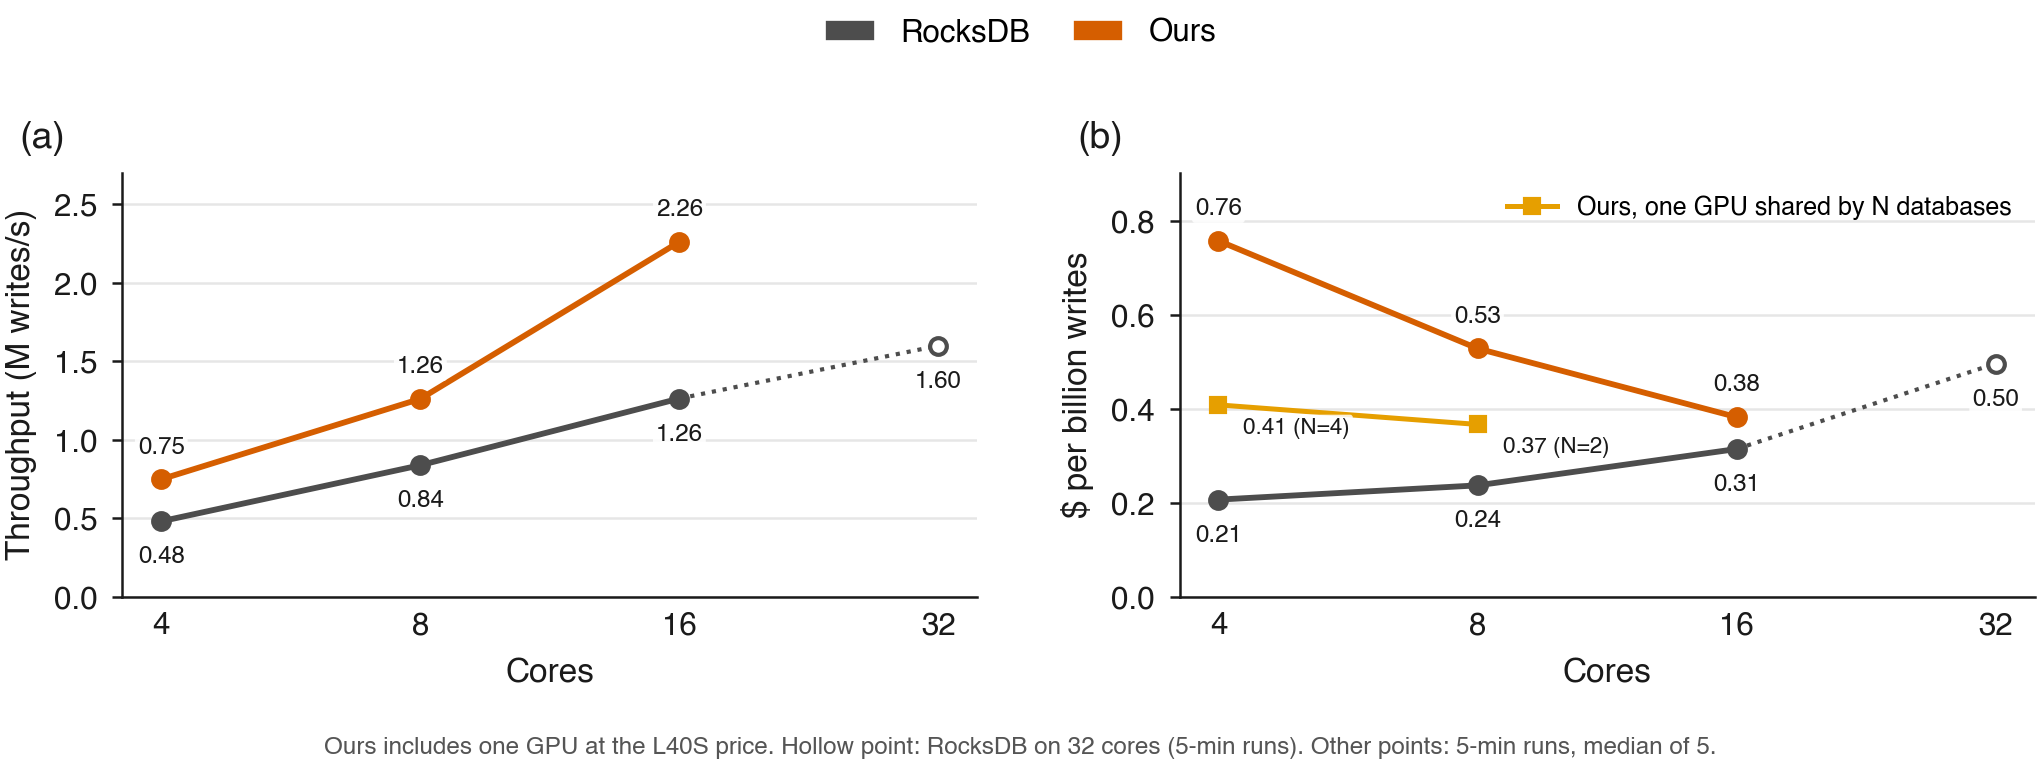 RocksDB Ours
(a)
Throughput (M writes/s)
2.5
2.0
1.5
1.0
0.5
0.0
2.26
1.26
0.75
0.48
0.84
1.26
1.60
4 8 16 32
Cores
(b)
$ per billion writes
0.8
0.6
0.4
0.2
0.0
Ours, one GPU shared by N databases
0.76
0.53
0.38
0.50
0.41 (N=4)
0.37 (N=2)
0.31
0.24
0.21
4 8 16 32
Cores
Ours includes one GPU at the L40S price. Hollow point: RocksDB on 32 cores (5-min runs). Other points: 5-min runs, median of 5.